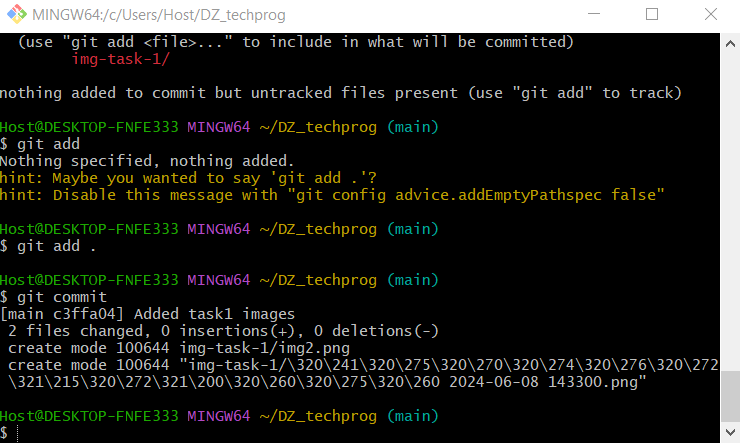 MINGW64:/c/Users/Host/DZ_techprog
(use "git add <file>..." to include in what will be committed)
img-task-1/
nothing added to commit but untracked files present (use "git add" to track)
Host@DESKTOP-FNFE333 MINGW64 ~/DZ_techprog (main)
$ git add
Nothing specified, nothing added.
hint: Maybe you wanted to say 'git add .'?
hint: Disable this message with "git config advice.addEmptyPathspec false"
Host@DESKTOP-FNFE333 MINGW64 ~/DZ_techprog (main)
$ git add .
Host@DESKTOP-FNFE333 MINGW64 ~/DZ_techprog (main)
$ git commit
[main c3ffa04] Added task1 images
2 files changed, 0 insertions(+), 0 deletions(-)
create mode 100644 img-task-1/img2.png
create mode 100644 "img-task-1/\320\241\320\275\320\270\320\274\320\276\320\272
\321\215\320\272\321\200\320\260\320\275\320\260 2024-06-08 143300.png"
Host@DESKTOP-FNFE333 MINGW64 ~/DZ_techprog (main)
$